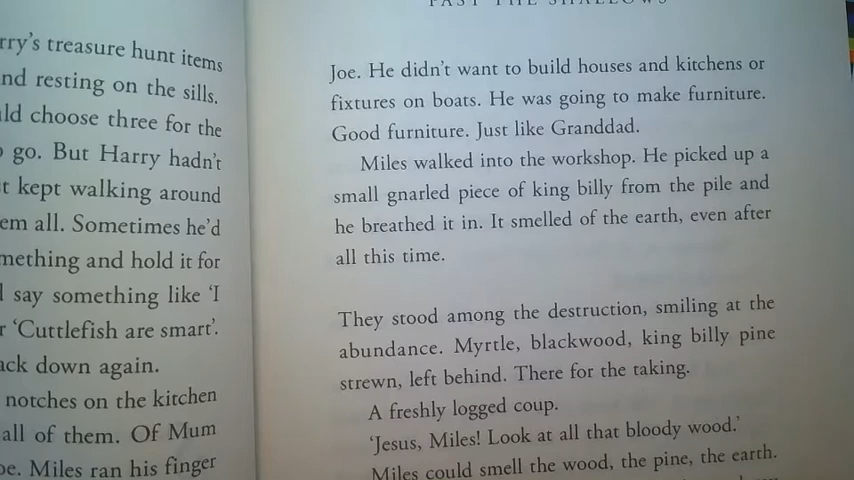 rry's treasure hunt items
nd resting on the sills.
ld choose three for the
go. But Harry hadn't
t kept walking around
em all. Sometimes he'd
mething and hold it for
say something like 'I
r 'Cuttlefish are smart'.
ack down again.
notches on the kitchen
all of them. Of Mum
oe. Miles ran his finger
PAST THE SHALLOWS
Joe. He didn't want to build houses and kitchens or
fixtures on boats. He was going to make furniture.
Good furniture. Just like Granddad.
Miles walked into the workshop. He picked up a
small gnarled piece of king billy from the pile and
he breathed it in. It smelled of the earth, even after
all this time.
They stood among the destruction, smiling at the
abundance. Myrtle, blackwood, king billy pine
strewn, left behind. There for the taking.
A freshly logged coup.
'Jesus, Miles! Look at all that bloody wood.'
Miles could smell the wood, the pine, the earth.